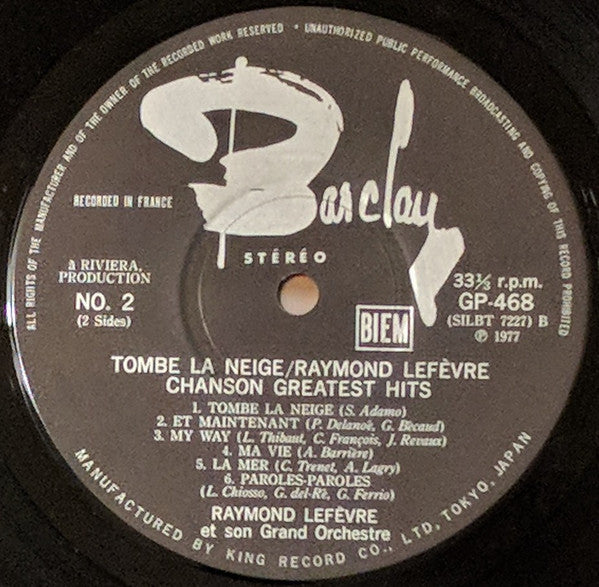 ALL RIGHTS OF THE MANUFACTURER AND OF THE OWNER OF THE RECORDED WORK RESERVED • UNAUTHORIZED PUBLIC PERFORMANCE BROADCASTING AND COPYING OF THIS RECORD PROHIBITED
Barclay
RECORDED IN FRANCE
STÉRÉO
A RIVIERA,
PRODUCTION
NO. 2
(2 Sides)
33⅓ r.p.m.
GP-468
(SILBT 7227) B
℗ 1977
BIEM
TOMBE LA NEIGE/RAYMOND LEFÈVRE
CHANSON GREATEST HITS
1. TOMBE LA NEIGE (S. Adamo)
2. ET MAINTENANT (P. Delanoë, G. Bécaud)
3. MY WAY (L. Thibaut, C. François, J. Revaux)
4. MA VIE (A. Barrière)
5. LA MER (C. Trenet, A. Lagry)
6. PAROLES-PAROLES
(L. Chiosso, G. del-Rè, G. Ferrio)
RAYMOND LEFÈVRE
et son Grand Orchestre
MANUFACTURED BY KING RECORD CO., LTD, TOKYO, JAPAN